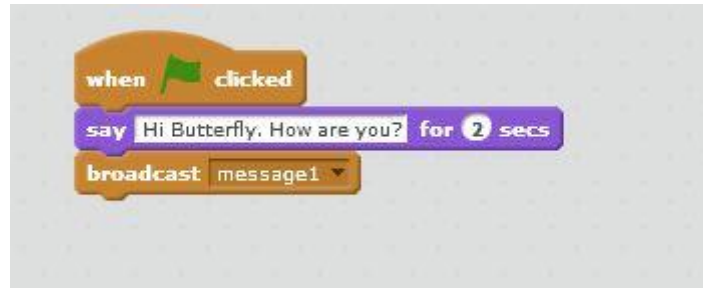 when clicked
say Hi Butterfly. How are you? for 2 secs
broadcast message1